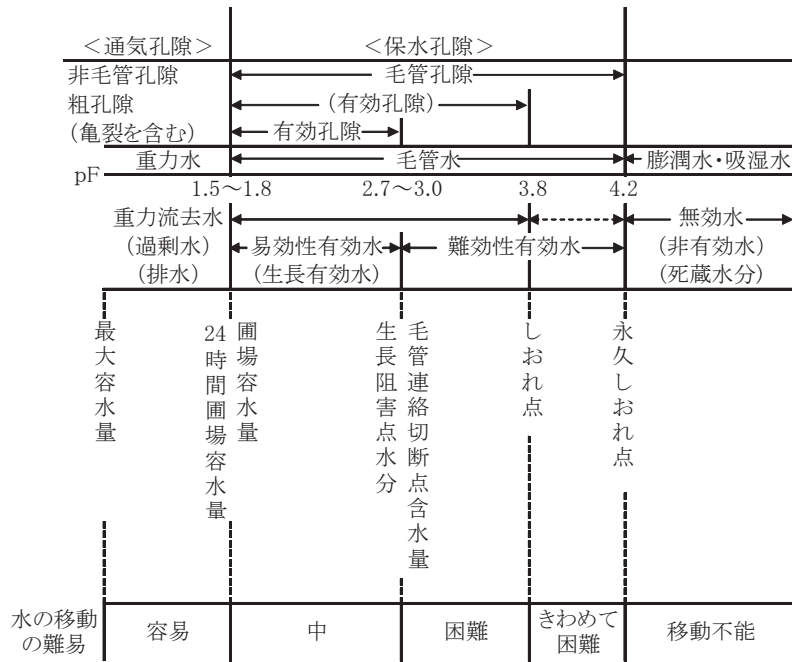 ＜通気孔隙＞ ＜保水孔隙＞
非毛管孔隙 毛管孔隙
粗孔隙 (有効孔隙)
(亀裂を含む) 有効孔隙
pF 重力水 毛管水 膨潤水・吸湿水
1.5～1.8 2.7～3.0 3.8 4.2
重力流去水 無効水
(過剰水) 易効性有効水 難効性有効水 (非有効水)
(排水) (生長有効水) (死蔵水分)
最大容水量
24時間圃場容水量
圃場容水量
生長阻害点水分
毛管連絡切断点含水量
しおれ点
永久しおれ点
水の移動の難易 容易 中 困難 きわめて困難 移動不能